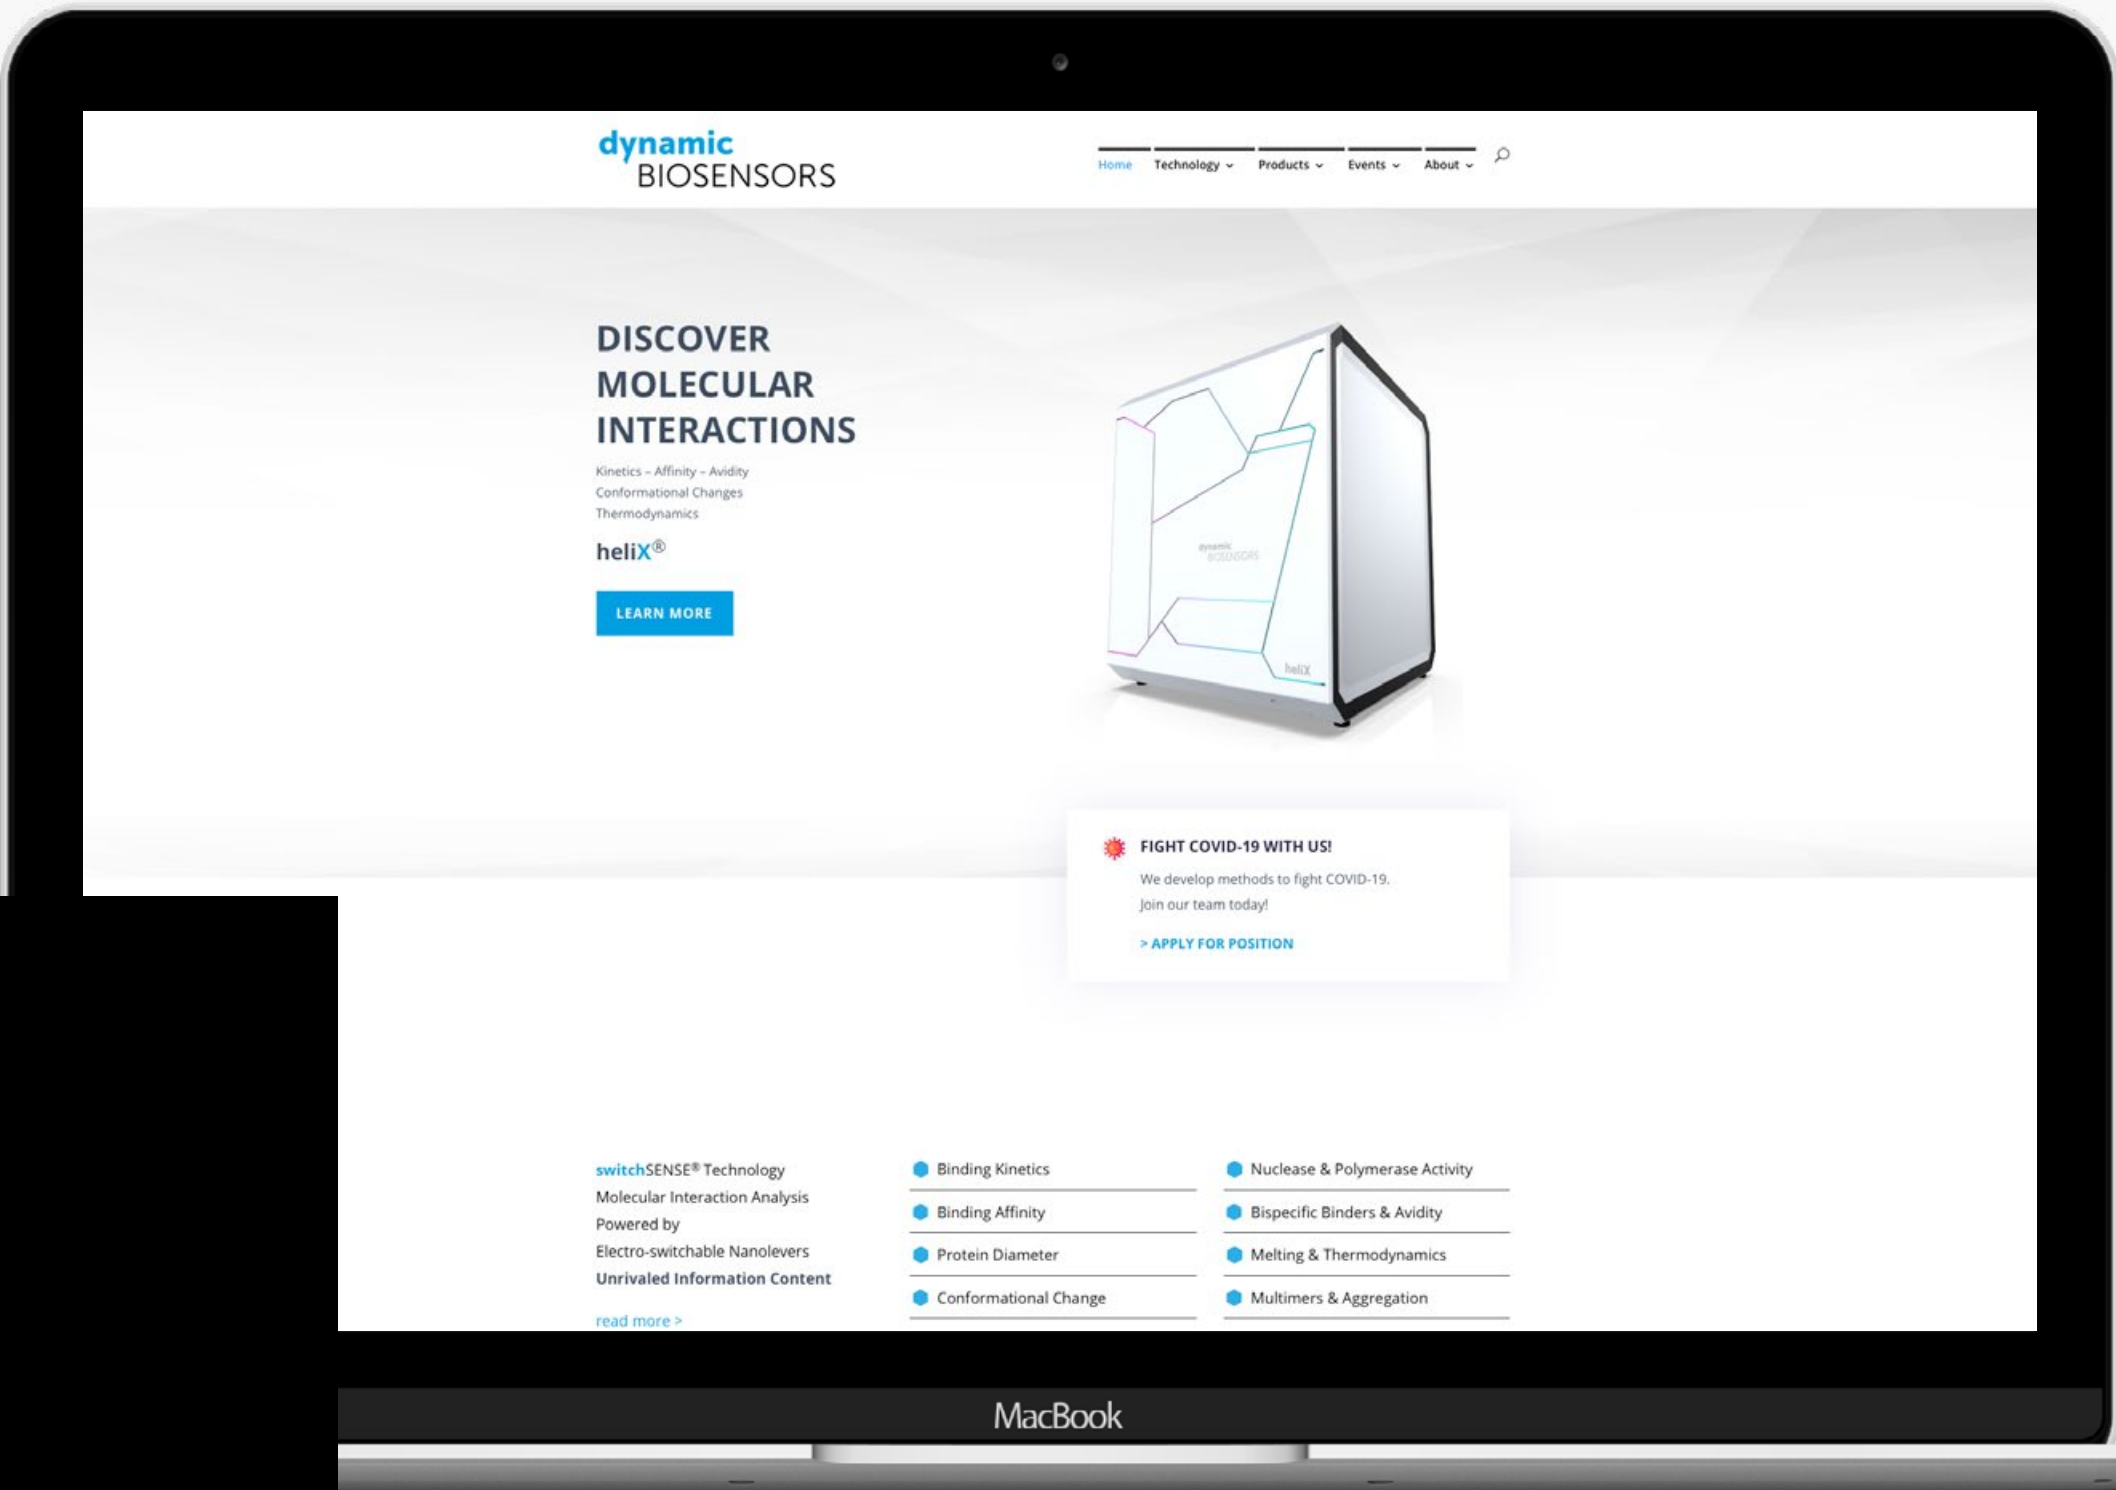 dynamic
BIOSENSORS
Home Technology Products Events About
DISCOVER
MOLECULAR
INTERACTIONS
Kinetics – Affinity – Avidity
Conformational Changes
Thermodynamics
heliX®
LEARN MORE
dynamic
BIOSENSORS
heliX
FIGHT COVID-19 WITH US!
We develop methods to fight COVID-19.
Join our team today!
> APPLY FOR POSITION
switchSENSE® Technology
Molecular Interaction Analysis
Powered by
Electro-switchable Nanolevers
Unrivaled Information Content
read more >
Binding Kinetics
Binding Affinity
Protein Diameter
Conformational Change
Nuclease & Polymerase Activity
Bispecific Binders & Avidity
Melting & Thermodynamics
Multimers & Aggregation
MacBook